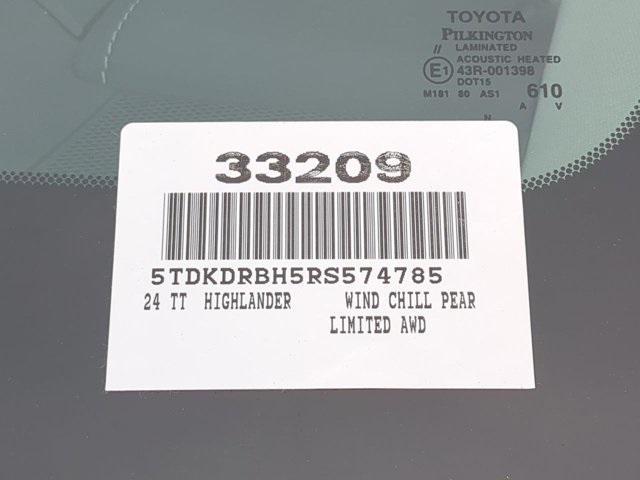 TOYOTA
PILKINGTON
// LAMINATED
ACOUSTIC HEATED
E1 43R-001398
DOT15
M181 80 AS1 610
A V
N
33209
5TDKDRBH5RS574785
24 TT HIGHLANDER WIND CHILL PEAR
LIMITED AWD